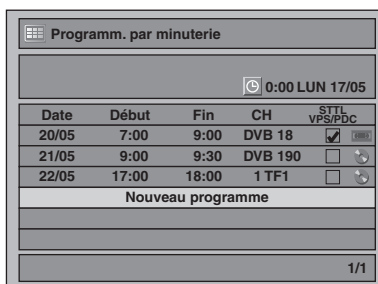 Programm. par minuterie
0:00 LUN 17/05
Date Début Fin CH STTL VPS/PDC
20/05 7:00 9:00 DVB 18
21/05 9:00 9:30 DVB 190
22/05 17:00 18:00 1 TF1
Nouveau programme
1/1